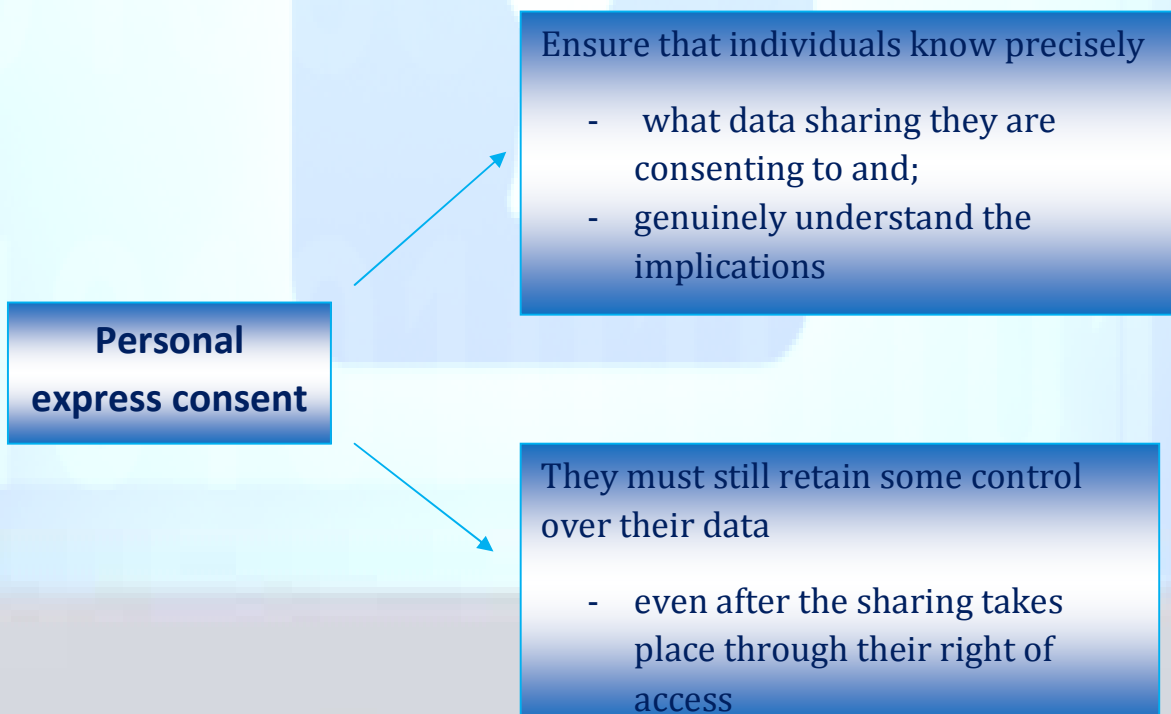 Ensure that individuals know precisely
- what data sharing they are
consenting to and;
- genuinely understand the
implications
Personal
express consent
They must still retain some control
over their data
- even after the sharing takes
place through their right of
access